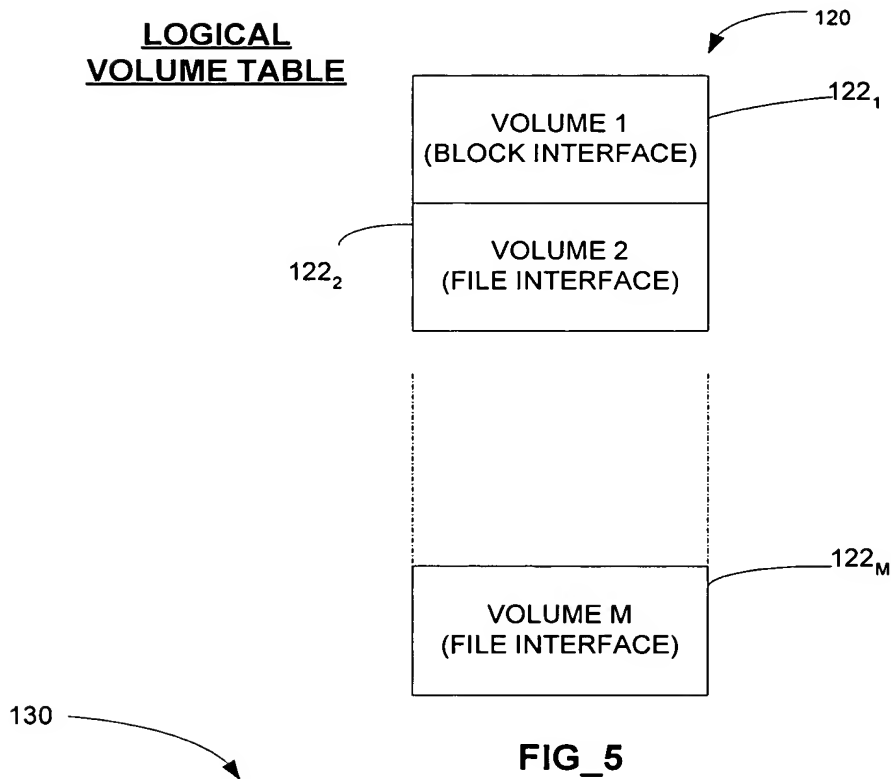 LOGICAL
VOLUME TABLE
120
VOLUME 1
(BLOCK INTERFACE)
122₁
VOLUME 2
(FILE INTERFACE)
122₂
VOLUME M
(FILE INTERFACE)
122M
130
FIG_5